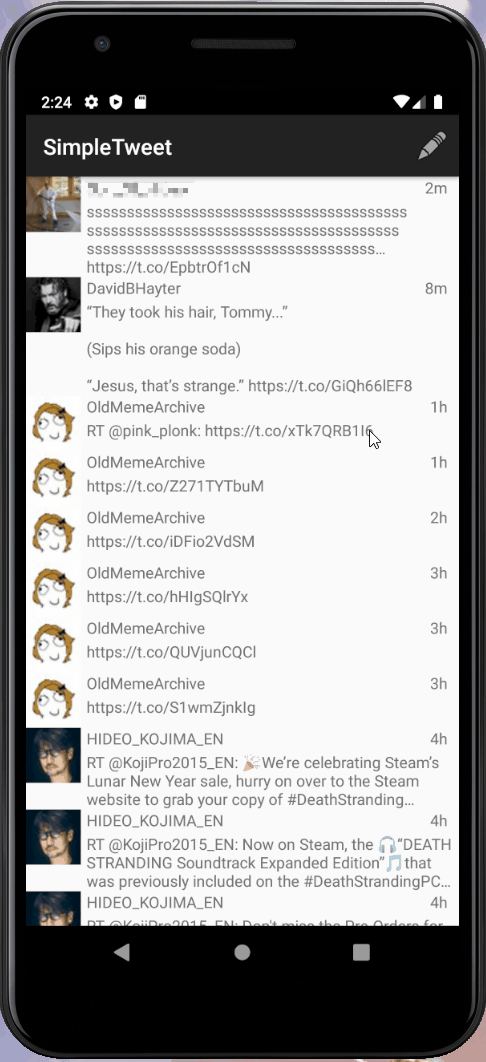 2:24
SimpleTweet
2m
ssssssssssssssssssssssssssssssssssssssss
sssssssssssssssssssssssssssssssssssssss
ssssssssssssssssssssssssssssssssssss...
https://t.co/EpbtrOf1cN
DavidBHayter 8m
“They took his hair, Tommy...”
(Sips his orange soda)
“Jesus, that’s strange.” https://t.co/GiQh66lEF8
OldMemeArchive 1h
RT @pink_plonk: https://t.co/xTk7QRB1I6
OldMemeArchive 1h
https://t.co/Z271TYTbuM
OldMemeArchive 2h
https://t.co/iDFio2VdSM
OldMemeArchive 3h
https://t.co/hHIgSQlrYx
OldMemeArchive 3h
https://t.co/QUVjunCQCl
OldMemeArchive 3h
https://t.co/S1wmZjnkIg
HIDEO_KOJIMA_EN 4h
RT @KojiPro2015_EN: 🎉We’re celebrating Steam’s
Lunar New Year sale, hurry on over to the Steam
website to grab your copy of #DeathStranding...
HIDEO_KOJIMA_EN 4h
RT @KojiPro2015_EN: Now on Steam, the 🎧“DEATH
STRANDING Soundtrack Expanded Edition“🎵that
was previously included on the #DeathStrandingPC...
HIDEO_KOJIMA_EN 4h
RT @KojiPro2015_EN: Don't miss the Pre Orders for